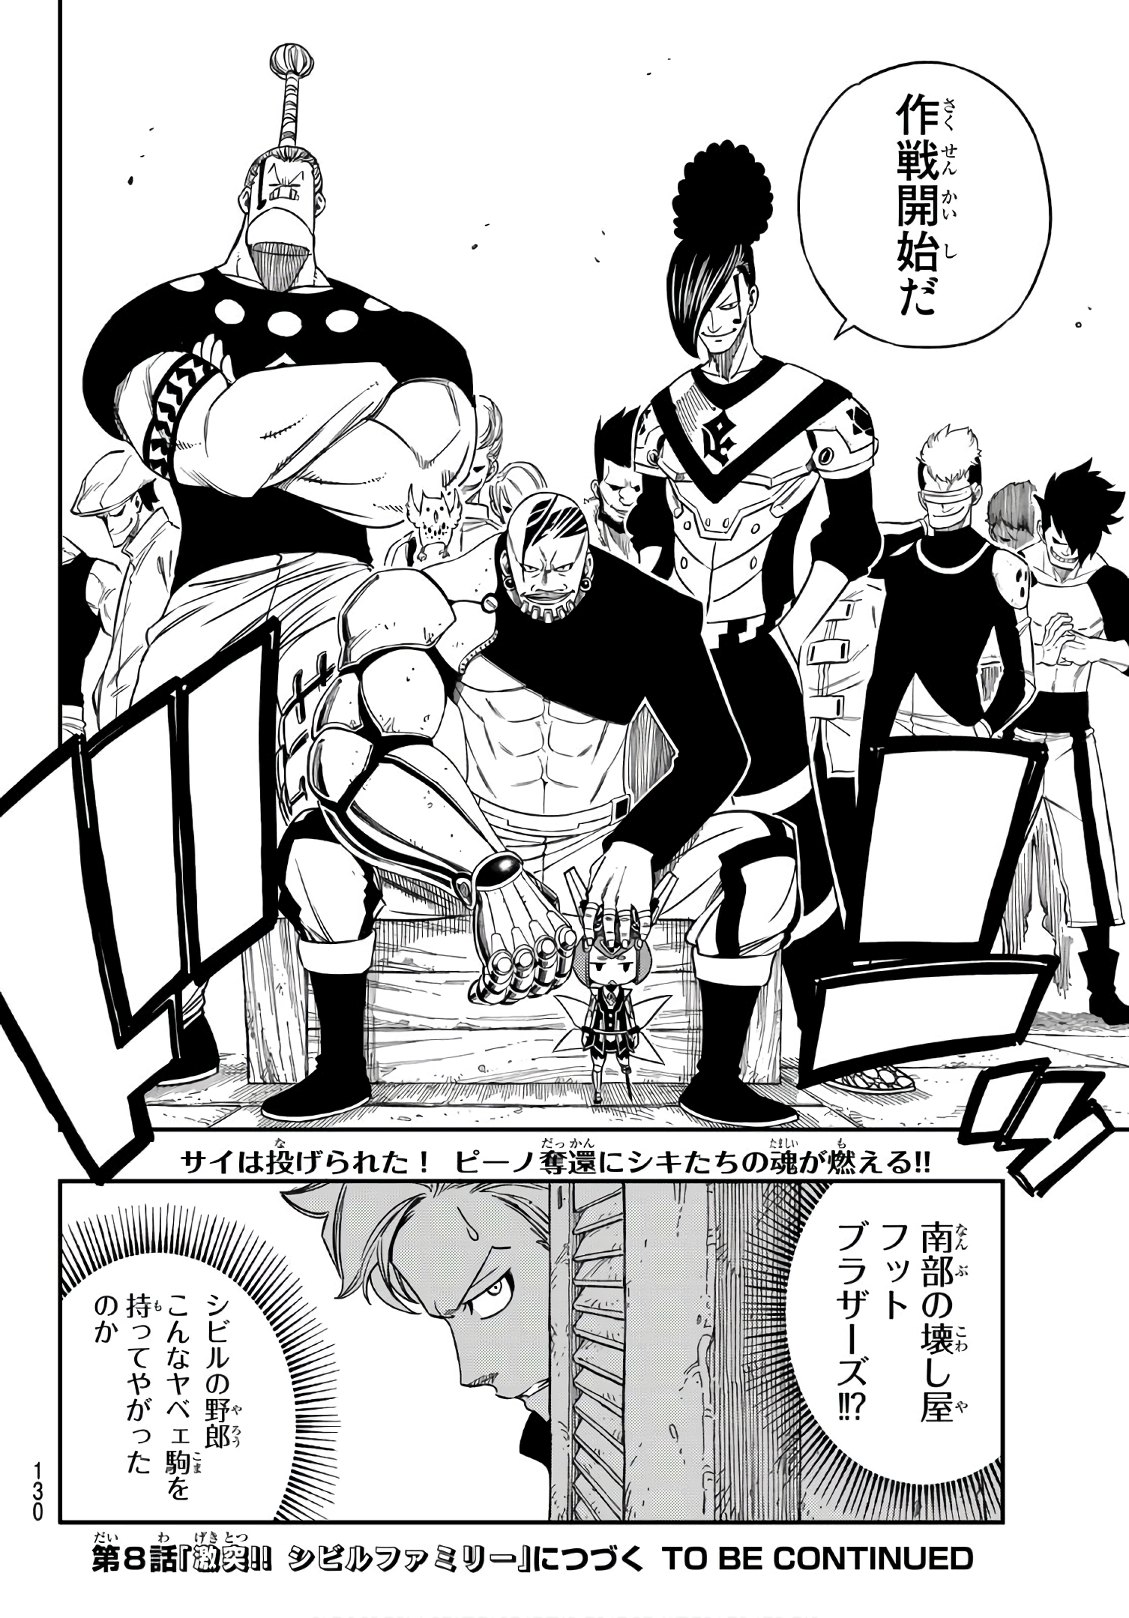 作戦開始だ
ドドン
サイは投げられた! ピーノ奪還にシキたちの魂が燃える!!
南部の壊し屋
フット
ブラザーズ!!?
シビルの野郎
こんなヤベェ駒を
持ってやがった
のか
130
第8話『激突!! シビルファミリー』につづく TO BE CONTINUED